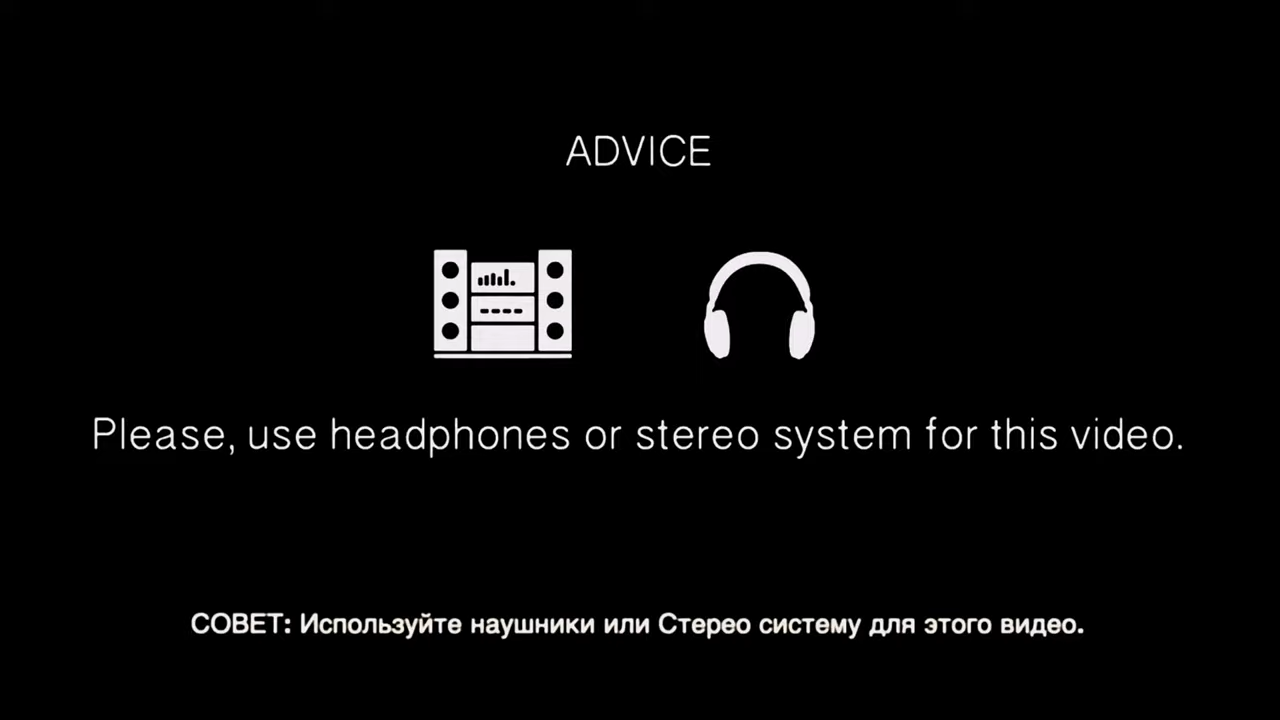 ADVICE
Please, use headphones or stereo system for this video.
СОВЕТ: Используйте наушники или Стерео систему для этого видео.